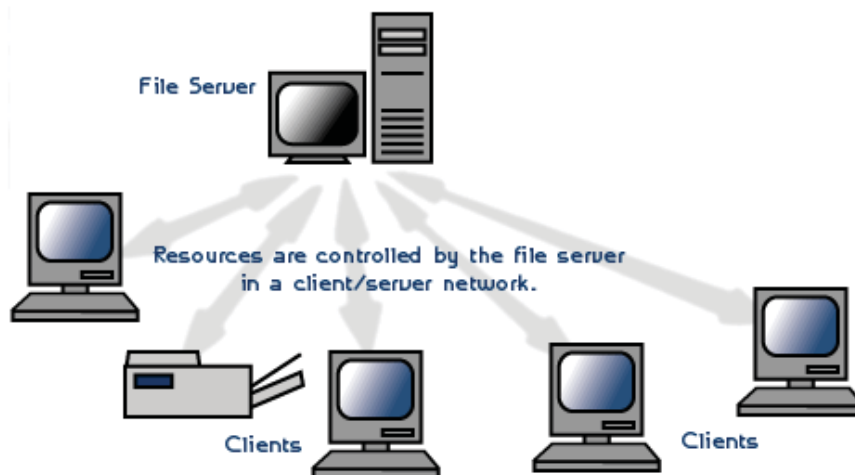 File Server
Resources are controlled by the file server
in a client/server network.
Clients
Clients